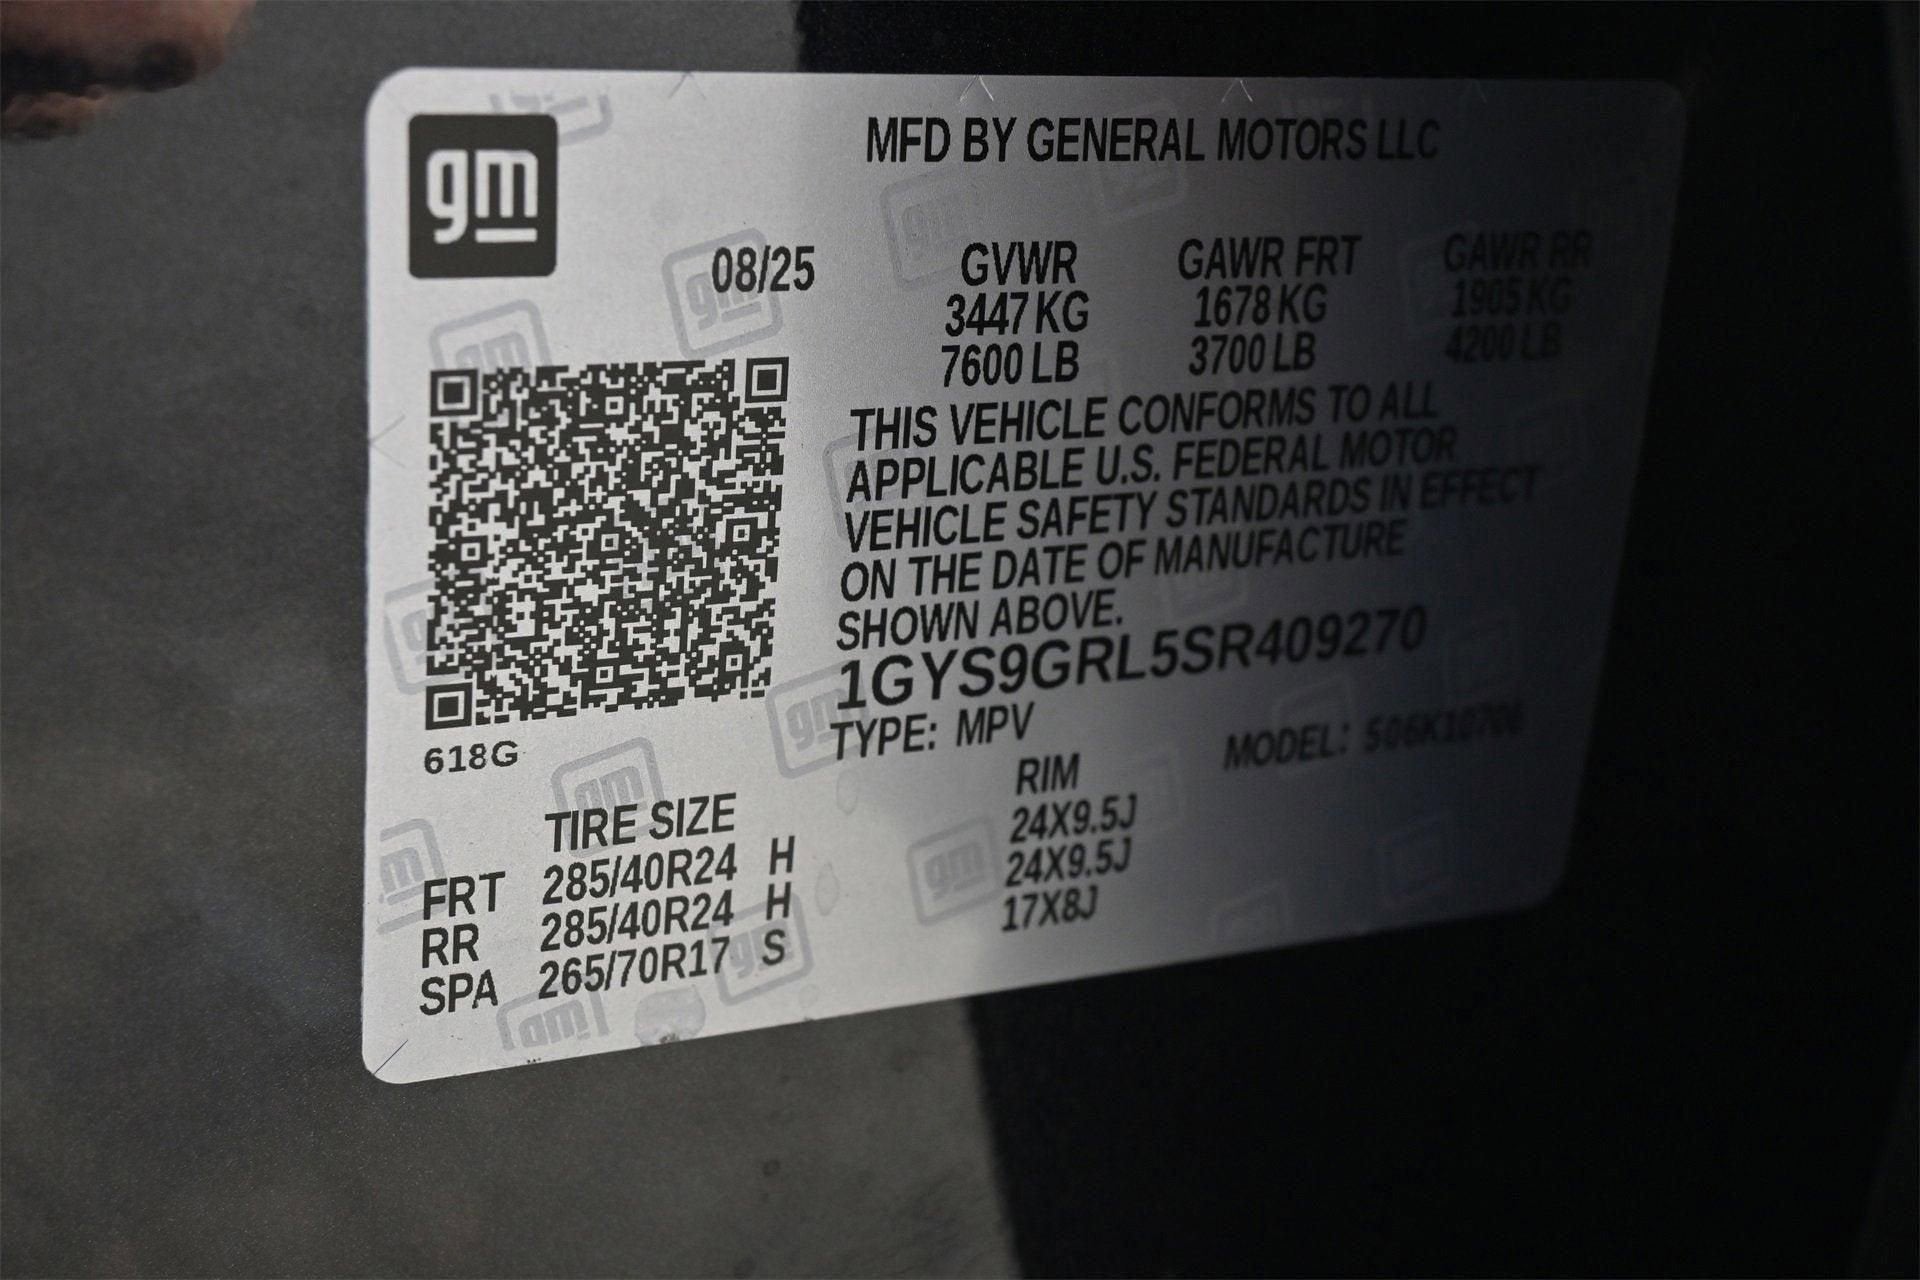 gm
MFD BY GENERAL MOTORS LLC
08/25
GVWR GAWR FRT GAWR RR
3447 KG 1678 KG 1905 KG
7600 LB 3700 LB 4200 LB
THIS VEHICLE CONFORMS TO ALL
APPLICABLE U.S. FEDERAL MOTOR
VEHICLE SAFETY STANDARDS IN EFFECT
ON THE DATE OF MANUFACTURE
SHOWN ABOVE.
1GYS9GRL5SR409270
TYPE: MPV MODEL:
618G
TIRE SIZE RIM
FRT 285/40R24 H 24X9.5J
RR 285/40R24 H 24X9.5J
SPA 265/70R17 S 17X8J